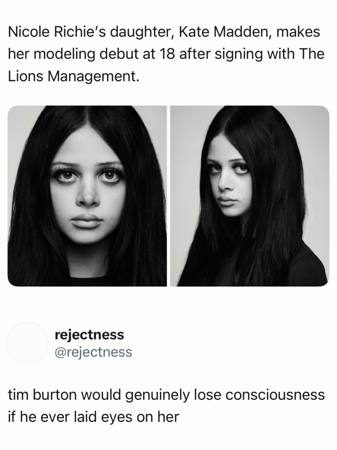 Nicole Richie’s daughter, Kate Madden, makes
her modeling debut at 18 after signing with The
Lions Management.
rejectness
@rejectness
tim burton would genuinely lose consciousness
if he ever laid eyes on her